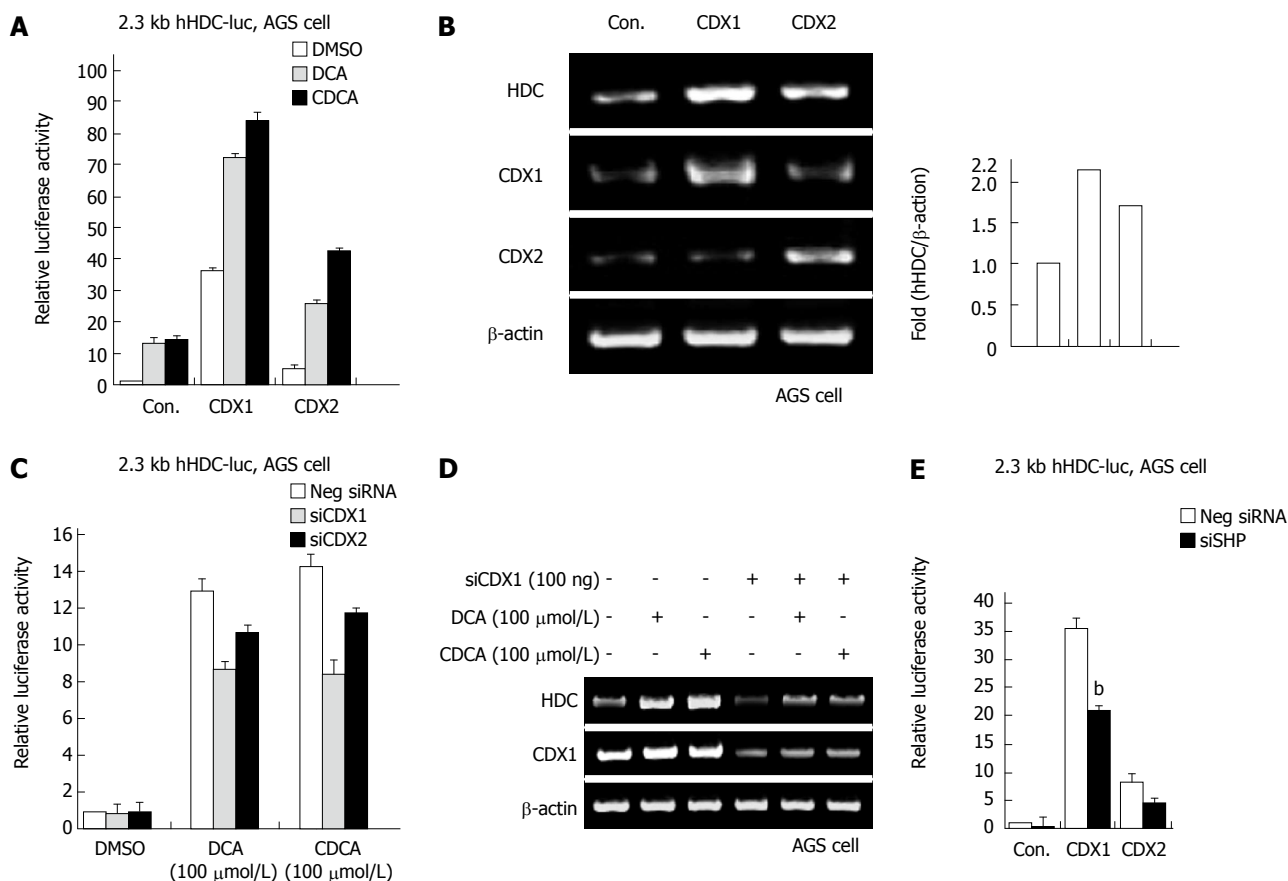 A
2.3 kb hHDC-luc, AGS cell
DMSO
DCA
CDCA
Relative luciferase activity
100
90
80
70
60
50
40
30
20
10
0
Con. CDX1 CDX2
B
Con. CDX1 CDX2
HDC
CDX1
CDX2
β-actin
AGS cell
Fold (hHDC/β-action)
2.2
2.0
1.5
1.0
0.5
0
C
2.3 kb hHDC-luc, AGS cell
Neg siRNA
siCDX1
siCDX2
Relative luciferase activity
16
14
12
10
8
6
4
2
0
DMSO DCA CDCA
(100 μmol/L) (100 μmol/L)
D
siCDX1 (100 ng) - - - + + +
DCA (100 μmol/L) - + - - + -
CDCA (100 μmol/L) - - + - - +
HDC
CDX1
β-actin
AGS cell
E
2.3 kb hHDC-luc, AGS cell
Neg siRNA
siSHP
Relative luciferase activity
40
35
30
25
20
15
10
5
0
b
Con. CDX1 CDX2